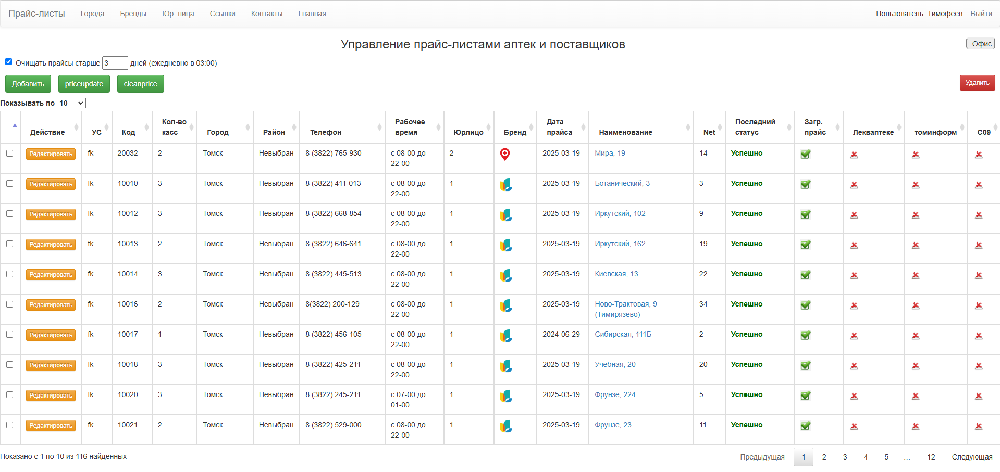 Прайс-листы Города Бренды Юр. лица Ссылки Контакты Главная Пользователь: Тимофеев Выйти
Управление прайс-листами аптек и поставщиков Офис
Очищать прайсы старше 3 дней (ежедневно в 03:00)
Добавить priceupdate cleanprice Удалить
Показывать по 10
Действие УС Код Кол-во касс Город Район Телефон Рабочее время Юрлицо Бренд Дата прайса Наименование Net Последний статус Загр. прайс Лекваптеке томинформ С09
Редактировать fk 20032 2 Томск Невыбран 8 (3822) 765-930 с 08-00 до 22-00 2 2025-03-19 Мира, 19 14 Успешно
Редактировать fk 10010 3 Томск Невыбран 8 (3822) 411-013 с 08-00 до 22-00 1 2025-03-19 Ботанический, 3 3 Успешно
Редактировать fk 10012 3 Томск Невыбран 8 (3822) 668-854 с 08-00 до 22-00 1 2025-03-19 Иркутский, 102 9 Успешно
Редактировать fk 10013 2 Томск Невыбран 8 (3822) 646-641 с 08-00 до 22-00 1 2025-03-19 Иркутский, 162 19 Успешно
Редактировать fk 10014 3 Томск Невыбран 8 (3822) 445-513 с 08-00 до 22-00 1 2025-03-19 Киевская, 13 22 Успешно
Редактировать fk 10016 2 Томск Невыбран 8(3822) 200-129 с 08-00 до 22-00 1 2025-03-19 Ново-Трактовая, 9 (Тимирязево) 34 Успешно
Редактировать fk 10017 1 Томск Невыбран 8 (3822) 456-105 с 08-00 до 22-00 1 2024-06-29 Сибирская, 111Б 2 Успешно
Редактировать fk 10018 3 Томск Невыбран 8 (3822) 425-211 с 08-00 до 22-00 1 2025-03-19 Учебная, 20 20 Успешно
Редактировать fk 10020 3 Томск Невыбран 8 (3822) 245-211 с 07-00 до 01-00 1 2025-03-19 Фрунзе, 224 5 Успешно
Редактировать fk 10021 2 Томск Невыбран 8 (3822) 529-000 с 08-00 до 22-00 1 2025-03-19 Фрунзе, 23 11 Успешно
Показано с 1 по 10 из 116 найденных Предыдущая 1 2 3 4 5 … 12 Следующая